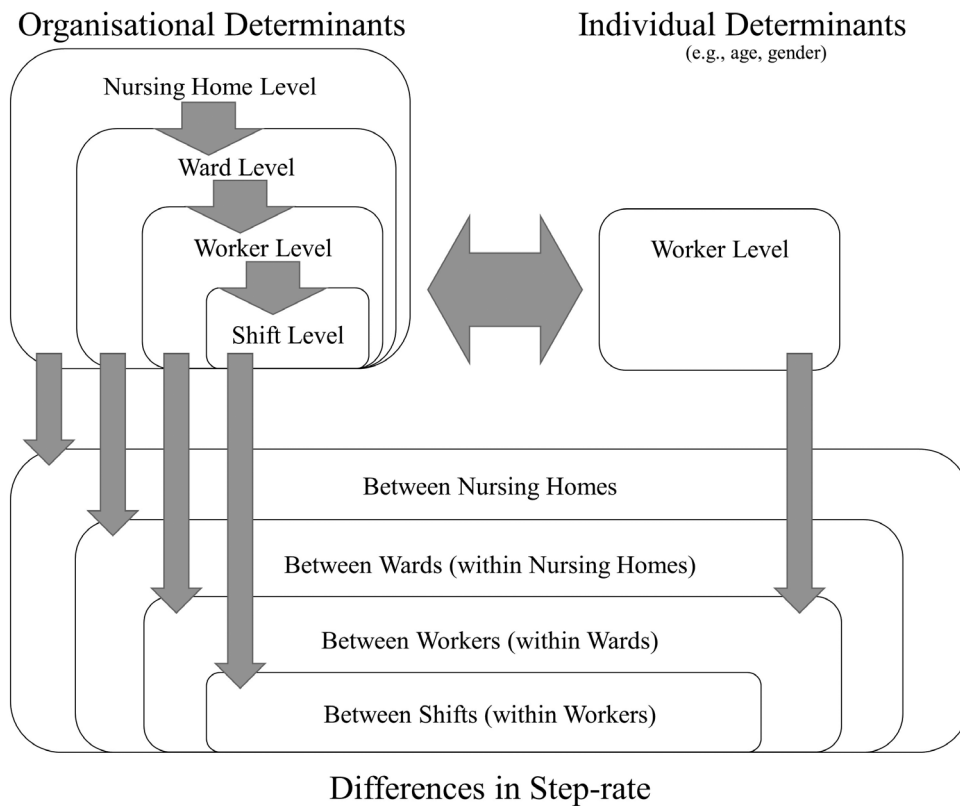 Organisational Determinants
Individual Determinants
(e.g., age, gender)
Nursing Home Level
Ward Level
Worker Level
Shift Level
Worker Level
Between Nursing Homes
Between Wards (within Nursing Homes)
Between Workers (within Wards)
Between Shifts (within Workers)
Differences in Step-rate